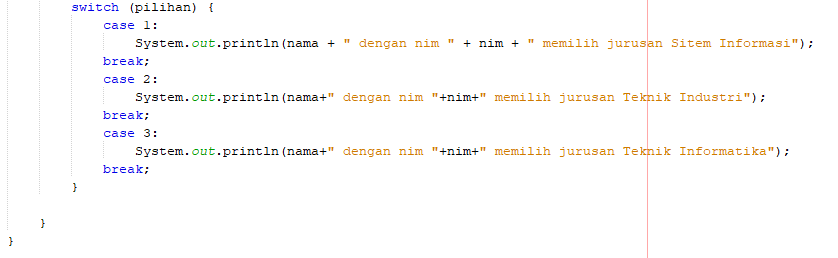 switch (pilihan) {
case 1:
System.out.println(nama + " dengan nim " + nim + " memilih jurusan Sitem Informasi");
break;
case 2:
System.out.println(nama+" dengan nim "+nim+" memilih jurusan Teknik Industri");
break;
case 3:
System.out.println(nama+" dengan nim "+nim+" memilih jurusan Teknik Informatika");
break;
}
}
}